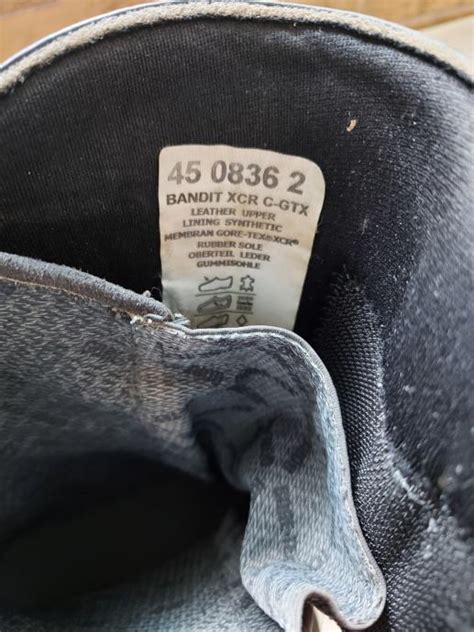 45 0836 2
BANDIT XCR C-GTX
LEATHER UPPER
LINING SYNTHETIC
MEMBRAN GORE-TEX®XCR®
RUBBER SOLE
OBERTEIL LEDER
GUMMISOHLE